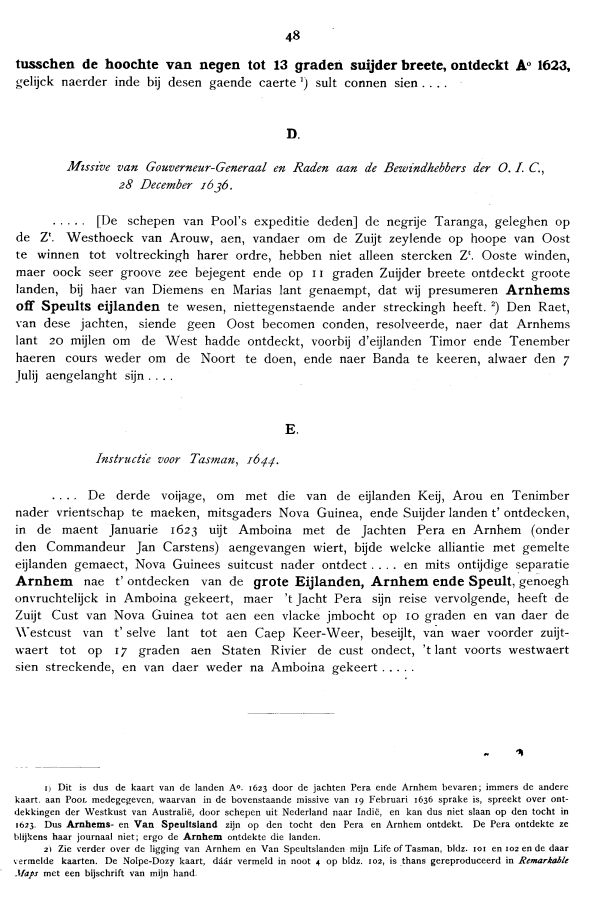 48
tusschen de hoochte van negen tot 13 graden suijder breete, ontdeckt Aº 1623,
gelijck naerder inde bij desen gaende caerte ¹) sult connen sien . . . .
D.
Missive van Gouverneur-Generaal en Raden aan de Bewindhebbers der O. I. C.,
28 December 1636.
. . . . . [De schepen van Pool's expeditie deden] de negrije Taranga, geleghen op
de Zᵗ. Westhoeck van Arouw, aen, vandaer om de Zuijt zeylende op hoope van Oost
te winnen tot voltreckingh harer ordre, hebben niet alleen stercken Zᵗ. Ooste winden,
maer oock seer groove zee bejegent ende op 11 graden Zuijder breete ontdeckt groote
landen, bij haer van Diemens en Marias lant genaempt, dat wij presumeren Arnhems
off Speults eijlanden te wesen, niettegenstaende ander streckingh heeft. ²) Den Raet,
van dese jachten, siende geen Oost becomen conden, resolveerde, naer dat Arnhems
lant 20 mijlen om de West hadde ontdeckt, voorbij d'eijlanden Timor ende Tenember
haeren cours weder om de Noort te doen, ende naer Banda te keeren, alwaer den 7
Julij aengelanght sijn . . . .
E.
Instructie voor Tasman, 1644.
. . . . De derde voijage, om met die van de eijlanden Keij, Arou en Tenimber
nader vrientschap te maeken, mitsgaders Nova Guinea, ende Suijder landen t' ontdecken,
in de maent Januarie 1623 uijt Amboina met de Jachten Pera en Arnhem (onder
den Commandeur Jan Carstens) aengevangen wiert, bijde welcke alliantie met gemelte
eijlanden gemaect, Nova Guinees suitcust nader ontdect . . . . en mits ontijdige separatie
Arnhem nae t' ontdecken van de grote Eijlanden, Arnhem ende Speult, genoegh
onvruchtelijck in Amboina gekeert, maer 't Jacht Pera sijn reise vervolgende, heeft de
Zuijt Cust van Nova Guinea tot aen een vlacke jmbocht op 10 graden en van daer de
Westcust van t' selve lant tot aen Caep Keer-Weer, beseijlt, van waer voorder zuijt-
waert tot op 17 graden aen Staten Rivier de cust ondect, 't lant voorts westwaert
sien streckende, en van daer weder na Amboina gekeert . . . . .
1) Dit is dus de kaart van de landen Aº. 1623 door de jachten Pera ende Arnhem bevaren; immers de andere
kaart. aan Pool medegegeven, waarvan in de bovenstaande missive van 19 Februari 1636 sprake is, spreekt over ont-
dekkingen der Westkust van Australië, door schepen uit Nederland naar Indië, en kan dus niet slaan op den tocht in
1623. Dus Arnhems- en Van Speultsland zijn op den tocht den Pera en Arnhem ontdekt. De Pera ontdekte ze
blijkens haar journaal niet; ergo de Arnhem ontdekte die landen.
2) Zie verder over de ligging van Arnhem en Van Speultslanden mijn Life of Tasman, bldz. 101 en 102 en de daar
vermelde kaarten. De Nolpe-Dozy kaart, dáár vermeld in noot 4 op bldz. 102, is thans gereproduceerd in Remarkable
Maps met een bijschrift van mijn hand.